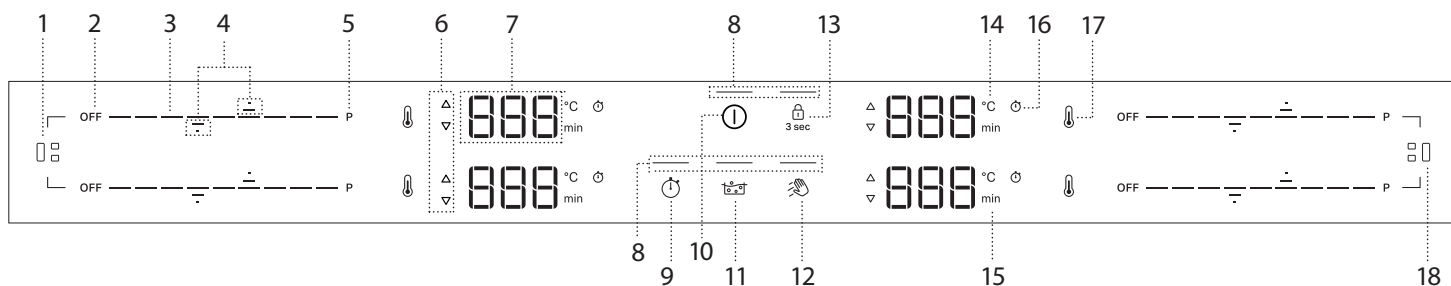 1 2 3 4 5 6 7 8 13 14 16 17
OFF P 888 °C min 3 sec 888 °C min OFF P
OFF P 888 °C min 888 °C min OFF P
8 9 10 11 12 15 18